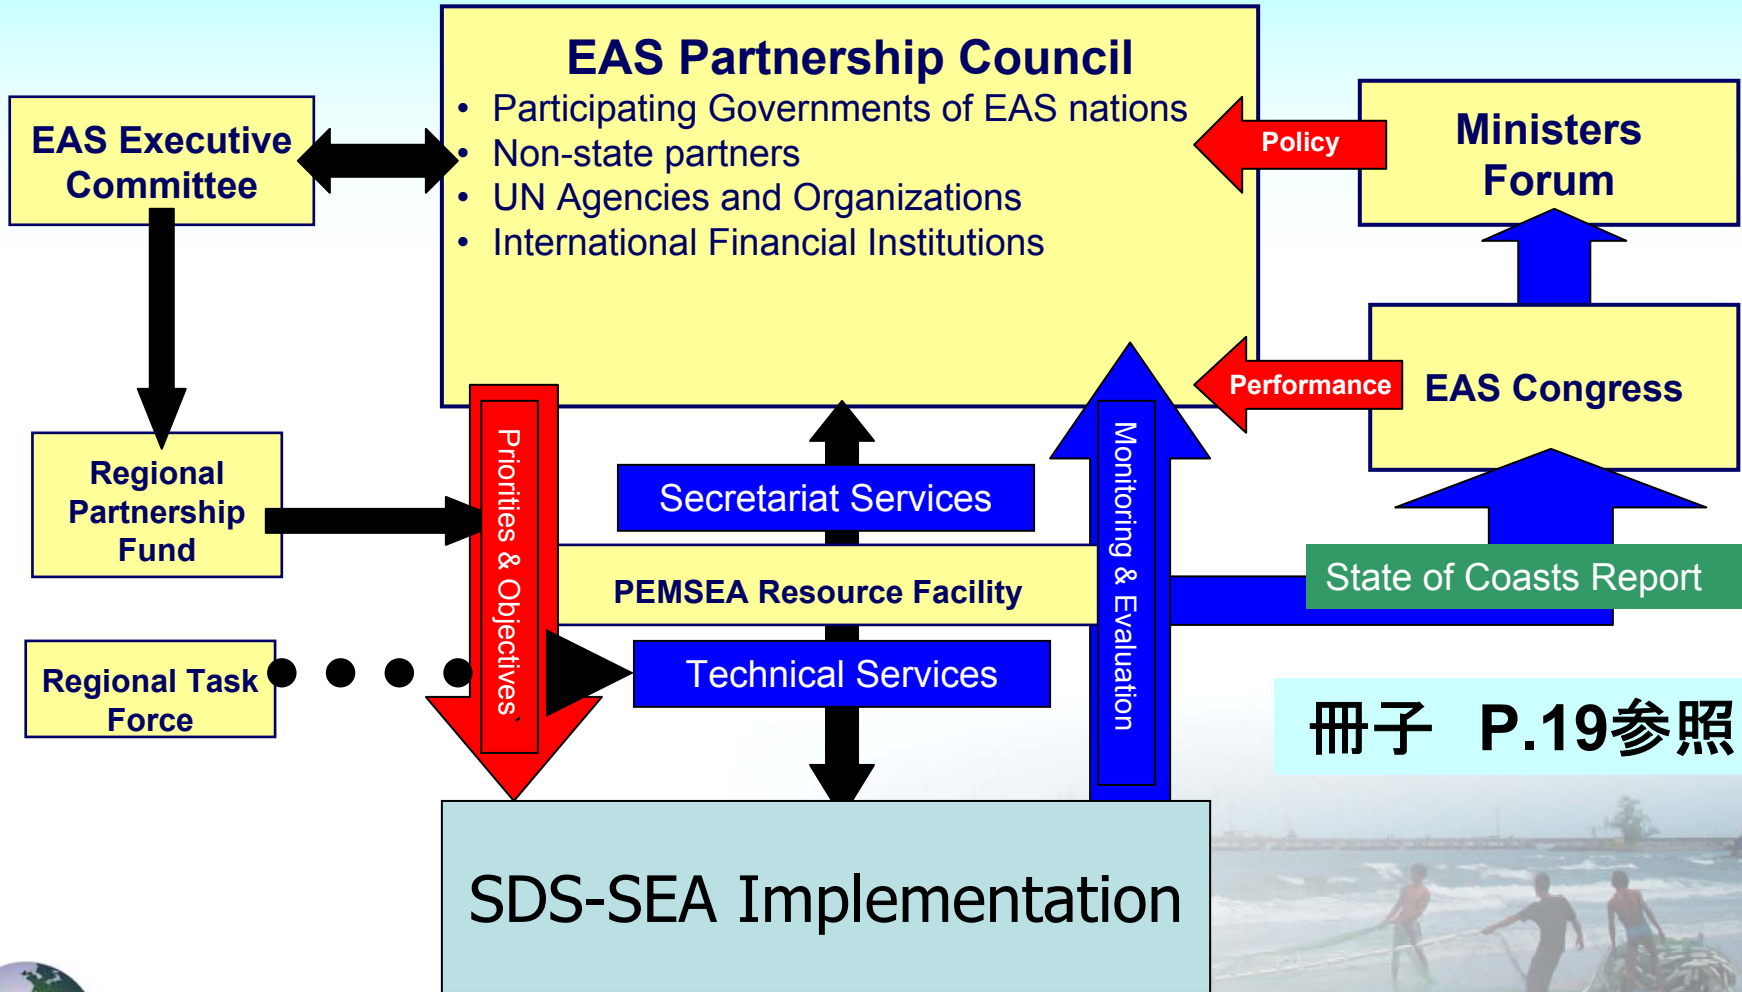 EAS Partnership Council
• Participating Governments of EAS nations
• Non-state partners
• UN Agencies and Organizations
• International Financial Institutions
EAS Executive
Committee
Policy
Ministers
Forum
Performance
EAS Congress
Regional
Partnership
Fund
Priorities & Objectives`
Secretariat Services
Monitoring & Evaluation
PEMSEA Resource Facility
State of Coasts Report
Regional Task
Force
Technical Services
冊子 P.19参照
SDS-SEA Implementation